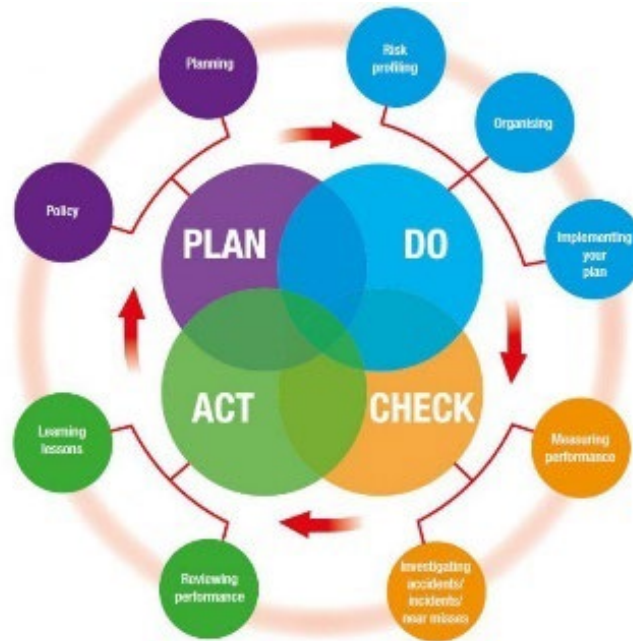 Planning
Risk
profiling
Organising
Policy
PLAN
DO
Implementing
your
plan
ACT
CHECK
Learning
lessons
Measuring
performance
Reviewing
performance
Investigating
accidents/
incidents/
near misses